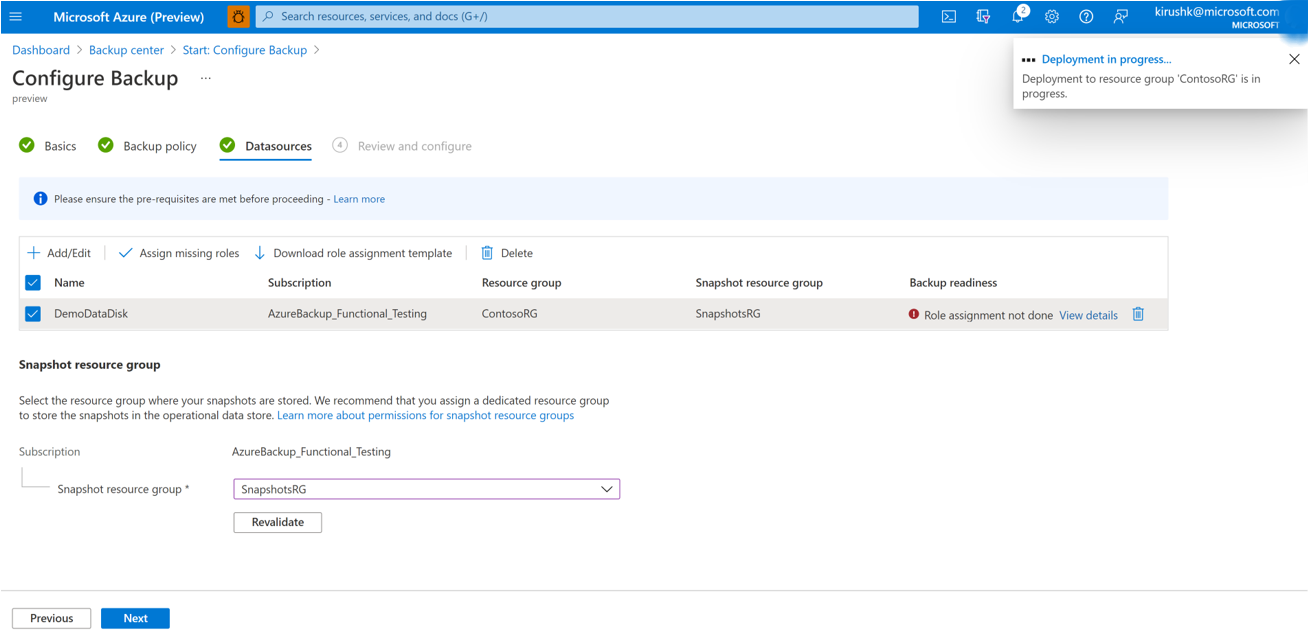 Microsoft Azure (Preview)
Search resources, services, and docs (G+/)
2
kirushk@microsoft.com
MICROSOFT
Dashboard > Backup center > Start: Configure Backup >
Configure Backup ...
preview
Deployment in progress...
Deployment to resource group 'ContosoRG' is in
progress.
Basics
Backup policy
Datasources
4 Review and configure
Please ensure the pre-requisites are met before proceeding - Learn more
Add/Edit
Assign missing roles
Download role assignment template
Delete
Name Subscription Resource group Snapshot resource group Backup readiness
DemoDataDisk AzureBackup_Functional_Testing ContosoRG SnapshotsRG Role assignment not done View details
Snapshot resource group
Select the resource group where your snapshots are stored. We recommend that you assign a dedicated resource group
to store the snapshots in the operational data store. Learn more about permissions for snapshot resource groups
Subscription AzureBackup_Functional_Testing
Snapshot resource group * SnapshotsRG
Revalidate
Previous Next